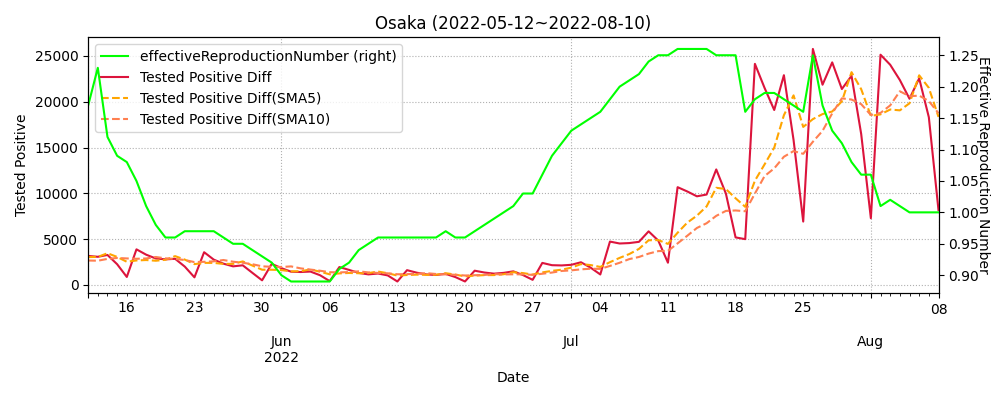 Osaka (2022-05-12~2022-08-10)
effectiveReproductionNumber (right)
Tested Positive Diff
Tested Positive Diff(SMA5)
Tested Positive Diff(SMA10)
Tested Positive
25000
20000
15000
10000
5000
0
Effective Reproduction Number
1.25
1.20
1.15
1.10
1.05
1.00
0.95
0.90
16 23 30 06 13 20 27 04 11 18 25 08
Jun Jul Aug
2022
Date